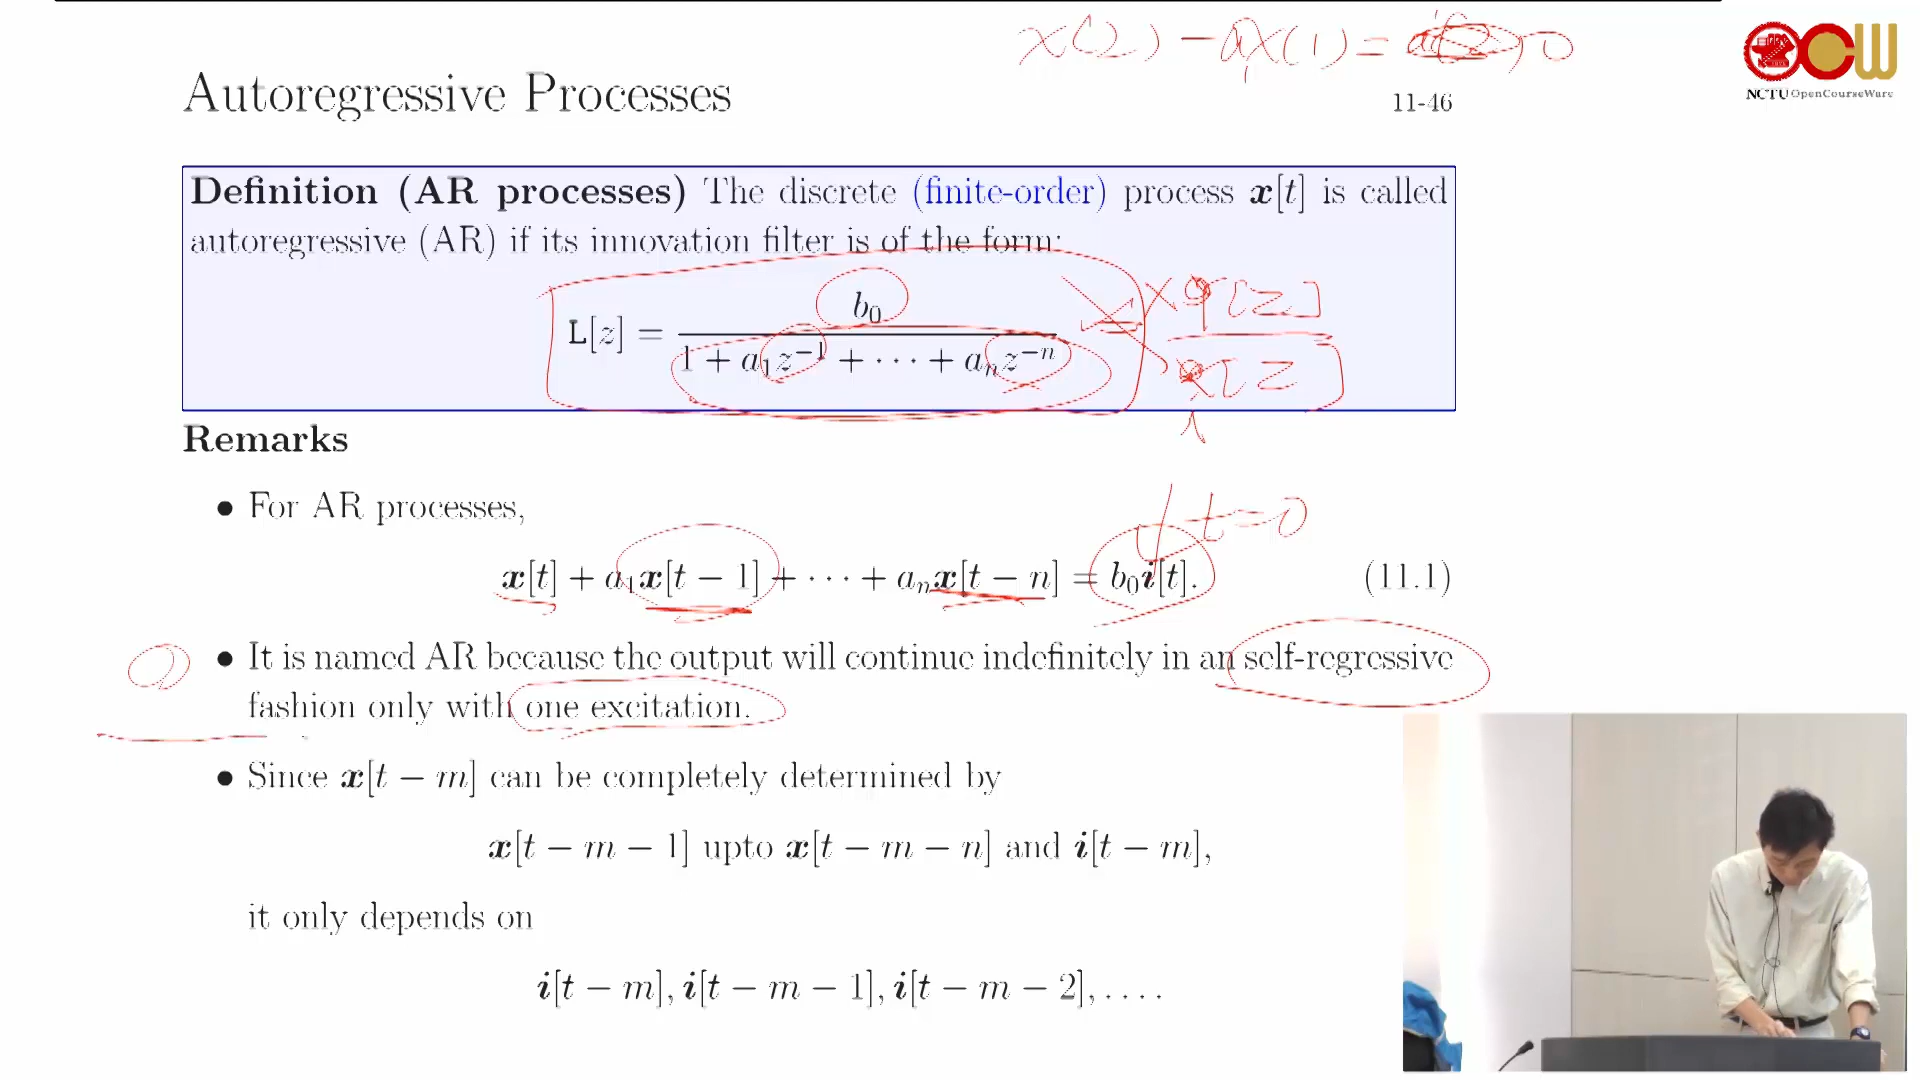 x(2) - a₁x(1) = 0
Autoregressive Processes
11-46
NCTU OpenCourseWare
Definition (AR processes) The discrete (finite-order) process x[t] is called
autoregressive (AR) if its innovation filter is of the form:
L[z] = b₀ / (1 + a₁z⁻¹ + ··· + aₙz⁻ⁿ)
Remarks
• For AR processes,
t=0
x[t] + a₁x[t − 1] + ··· + aₙx[t − n] = b₀i[t]. (11.1)
• It is named AR because the output will continue indefinitely in an self-regressive
fashion only with one excitation.
• Since x[t − m] can be completely determined by
x[t − m − 1] upto x[t − m − n] and i[t − m],
it only depends on
i[t − m], i[t − m − 1], i[t − m − 2], . . . .